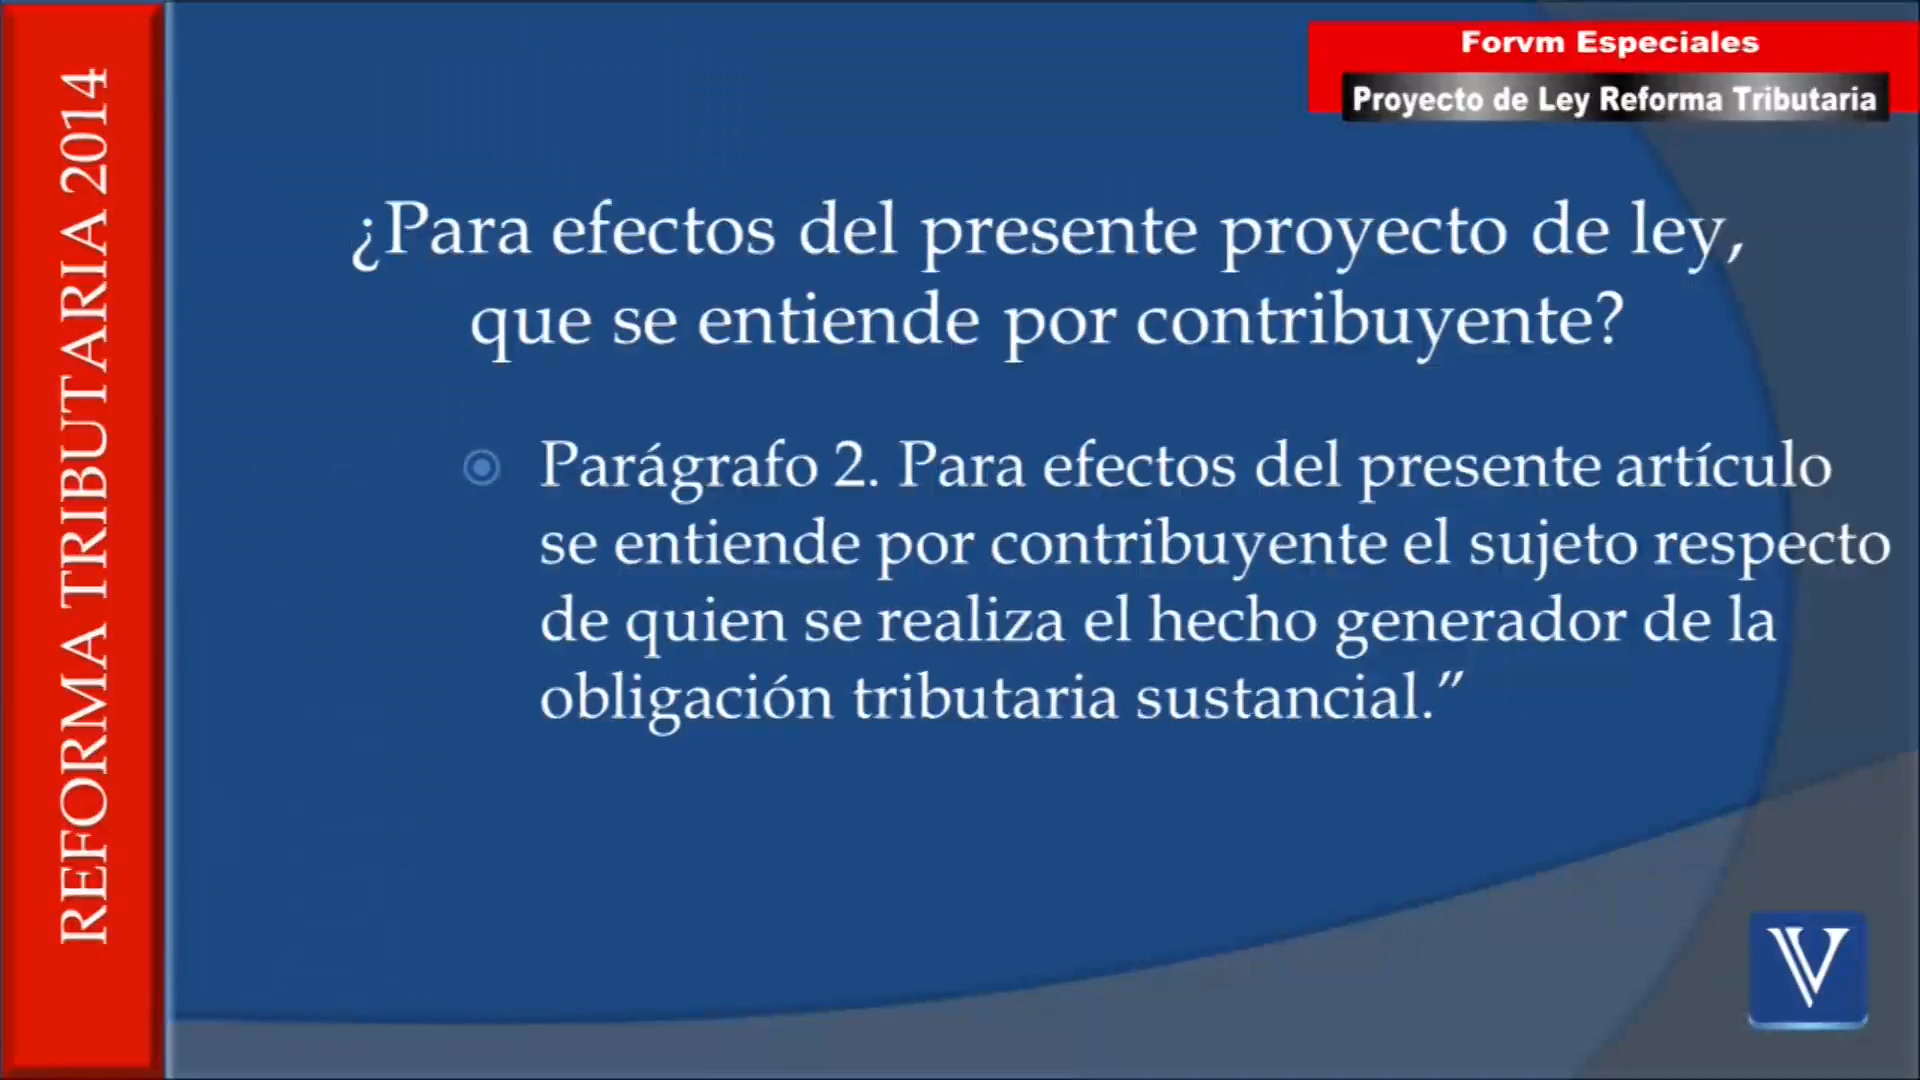 REFORMA TRIBUTARIA 2014
Forvm Especiales
Proyecto de Ley Reforma Tributaria
¿Para efectos del presente proyecto de ley,
que se entiende por contribuyente?
Parágrafo 2. Para efectos del presente artículo
se entiende por contribuyente el sujeto respecto
de quien se realiza el hecho generador de la
obligación tributaria sustancial.”
V